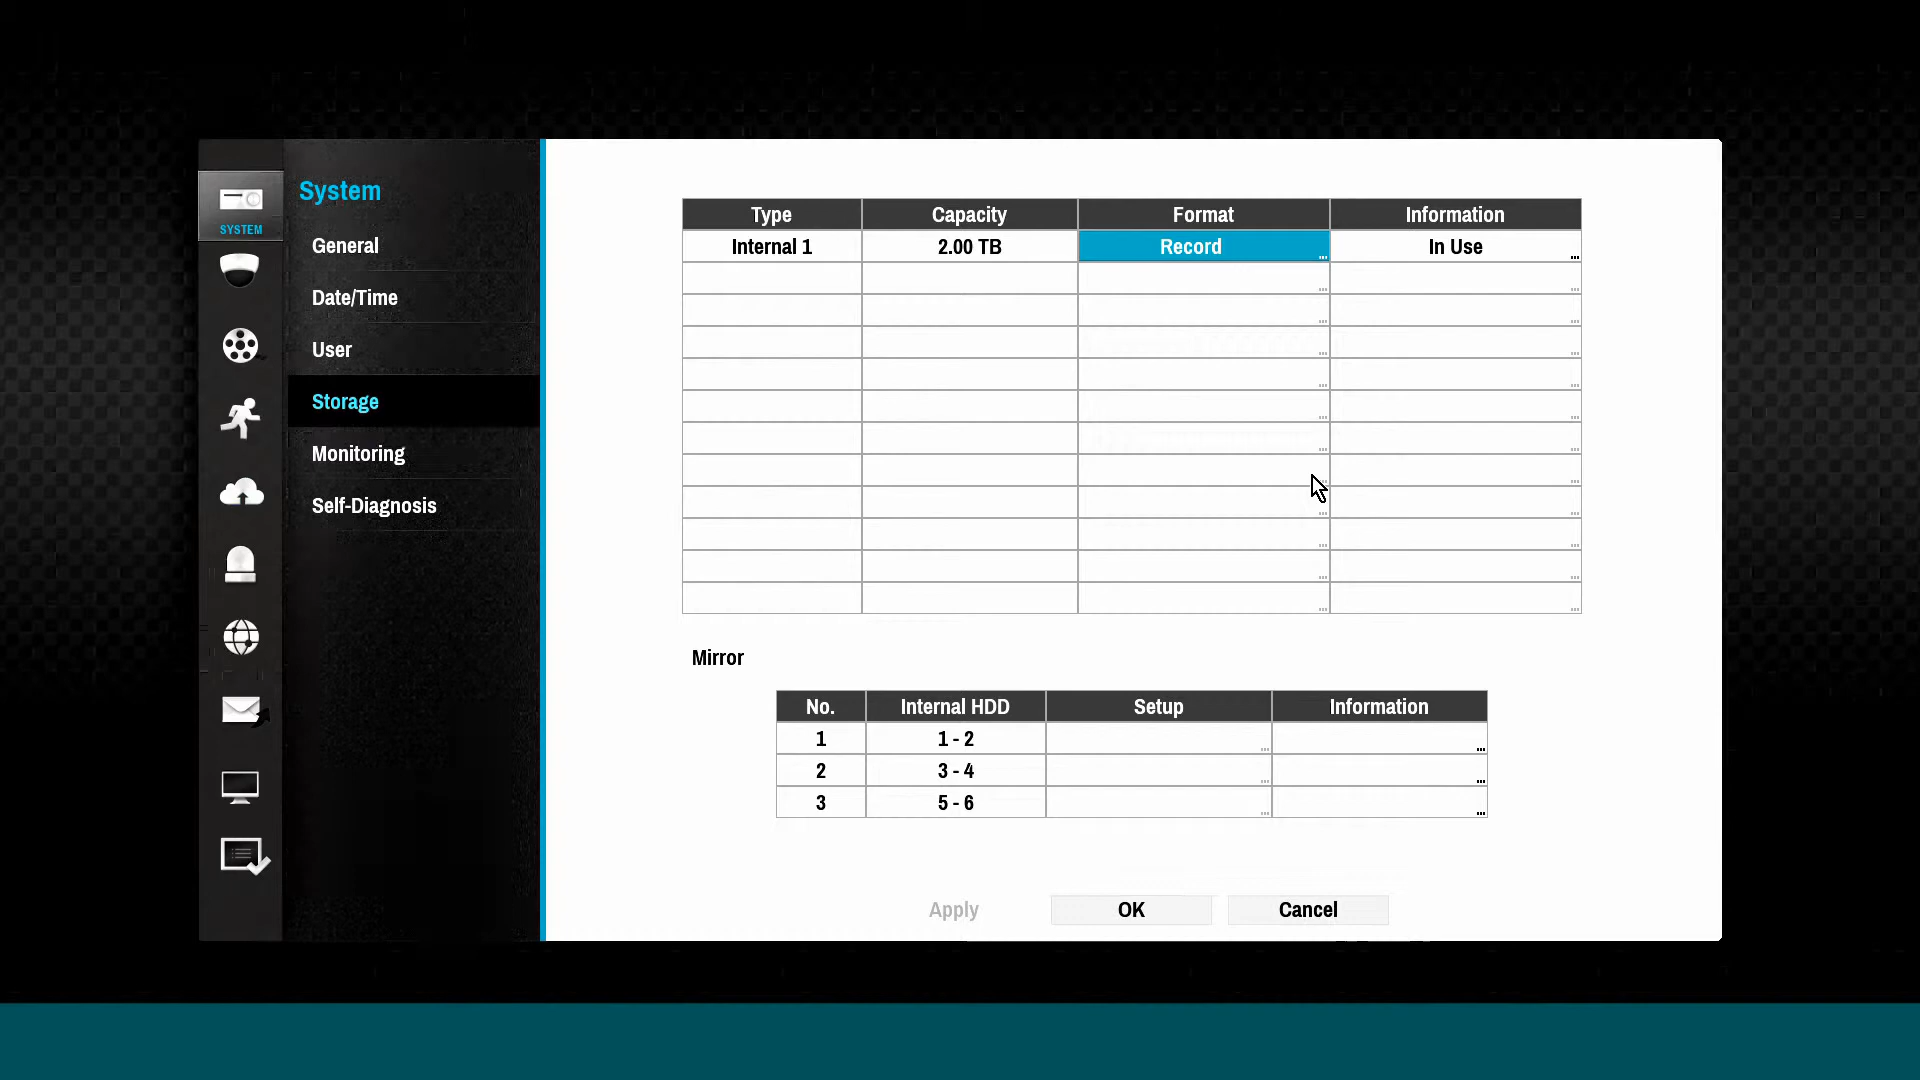 System
SYSTEM
General
Date/Time
User
Storage
Monitoring
Self-Diagnosis
Type Capacity Format Information
Internal 1 2.00 TB Record ... In Use ...
Mirror
No. Internal HDD Setup Information
1 1 - 2
2 3 - 4
3 5 - 6
Apply OK Cancel